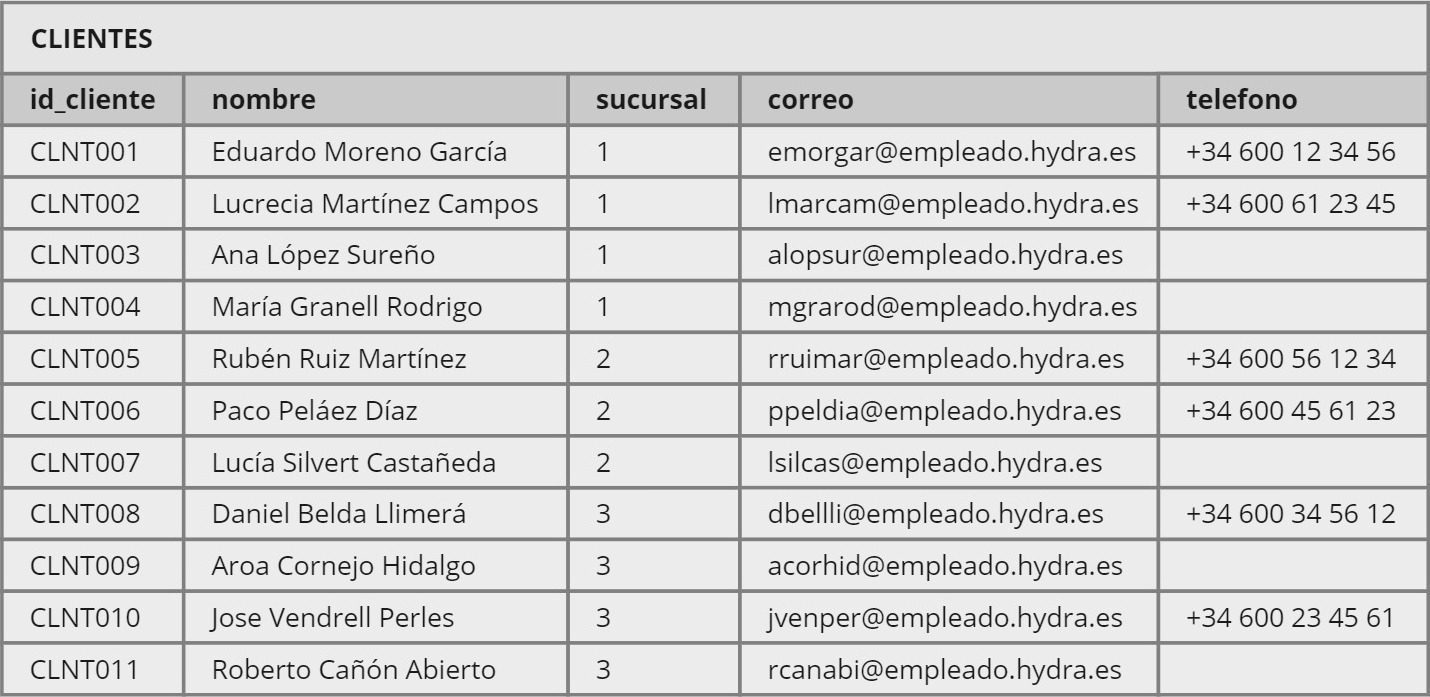 CLIENTES
id_cliente nombre sucursal correo telefono
CLNT001 Eduardo Moreno García 1 emorgar@empleado.hydra.es +34 600 12 34 56
CLNT002 Lucrecia Martínez Campos 1 lmarcam@empleado.hydra.es +34 600 61 23 45
CLNT003 Ana López Sureño 1 alopsur@empleado.hydra.es
CLNT004 María Granell Rodrigo 1 mgrarod@empleado.hydra.es
CLNT005 Rubén Ruiz Martínez 2 rruimar@empleado.hydra.es +34 600 56 12 34
CLNT006 Paco Peláez Díaz 2 ppeldia@empleado.hydra.es +34 600 45 61 23
CLNT007 Lucía Silvert Castañeda 2 lsilcas@empleado.hydra.es
CLNT008 Daniel Belda Llimerá 3 dbellli@empleado.hydra.es +34 600 34 56 12
CLNT009 Aroa Cornejo Hidalgo 3 acorhid@empleado.hydra.es
CLNT010 Jose Vendrell Perles 3 jvenper@empleado.hydra.es +34 600 23 45 61
CLNT011 Roberto Cañón Abierto 3 rcanabi@empleado.hydra.es